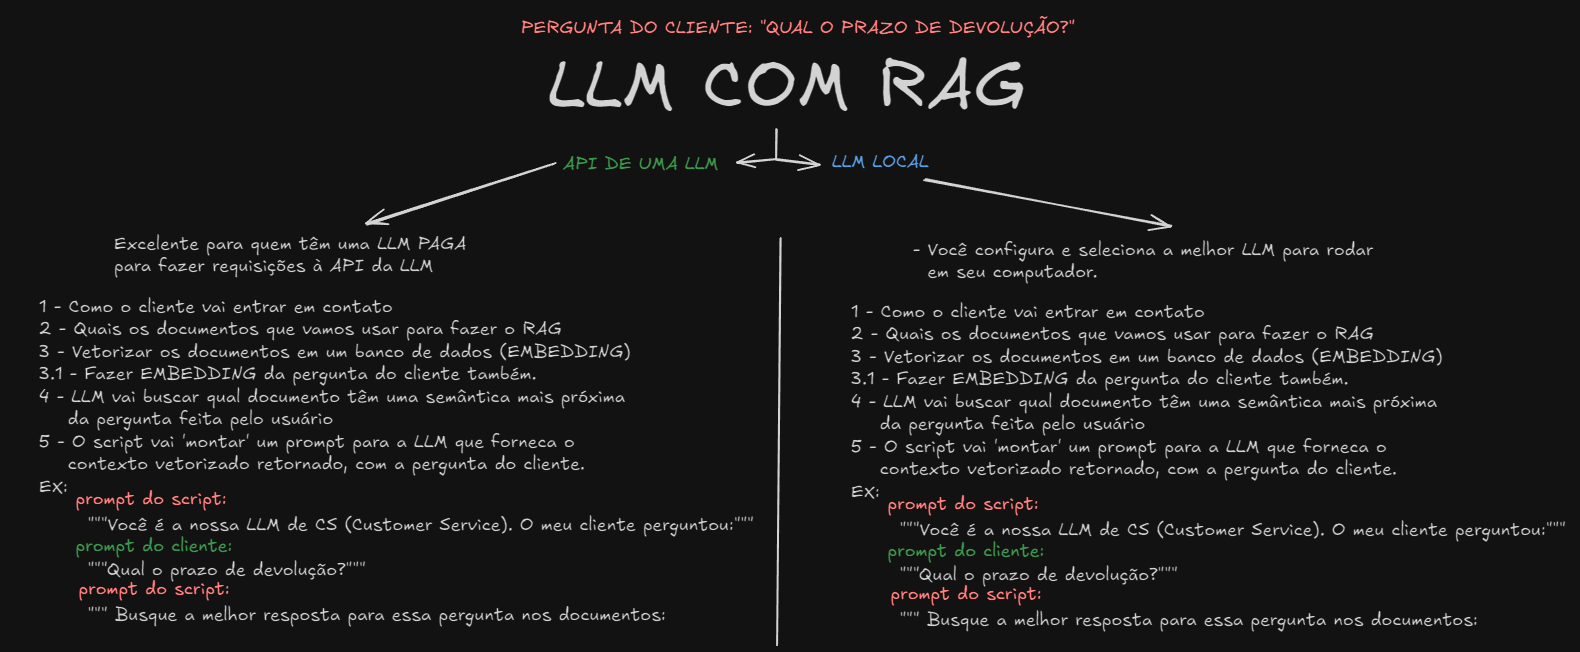 PERGUNTA DO CLIENTE: "QUAL O PRAZO DE DEVOLUÇÃO?"
LLM COM RAG
API DE UMA LLM
LLM LOCAL
Excelente para quem têm uma LLM PAGA
para fazer requisições à API da LLM
1 - Como o cliente vai entrar em contato
2 - Quais os documentos que vamos usar para fazer o RAG
3 - Vetorizar os documentos em um banco de dados (EMBEDDING)
3.1 - Fazer EMBEDDING da pergunta do cliente também.
4 - LLM vai buscar qual documento têm uma semântica mais próxima
da pergunta feita pelo usuário
5 - O script vai 'montar' um prompt para a LLM que forneca o
contexto vetorizado retornado, com a pergunta do cliente.
EX:
prompt do script:
"""Você é a nossa LLM de CS (Customer Service). O meu cliente perguntou:"""
prompt do cliente:
"""Qual o prazo de devolução?"""
prompt do script:
""" Busque a melhor resposta para essa pergunta nos documentos:
- Você configura e seleciona a melhor LLM para rodar
em seu computador.
1 - Como o cliente vai entrar em contato
2 - Quais os documentos que vamos usar para fazer o RAG
3 - Vetorizar os documentos em um banco de dados (EMBEDDING)
3.1 - Fazer EMBEDDING da pergunta do cliente também.
4 - LLM vai buscar qual documento têm uma semântica mais próxima
da pergunta feita pelo usuário
5 - O script vai 'montar' um prompt para a LLM que forneca o
contexto vetorizado retornado, com a pergunta do cliente.
EX:
prompt do script:
"""Você é a nossa LLM de CS (Customer Service). O meu cliente perguntou:"""
prompt do cliente:
"""Qual o prazo de devolução?"""
prompt do script:
""" Busque a melhor resposta para essa pergunta nos documentos: